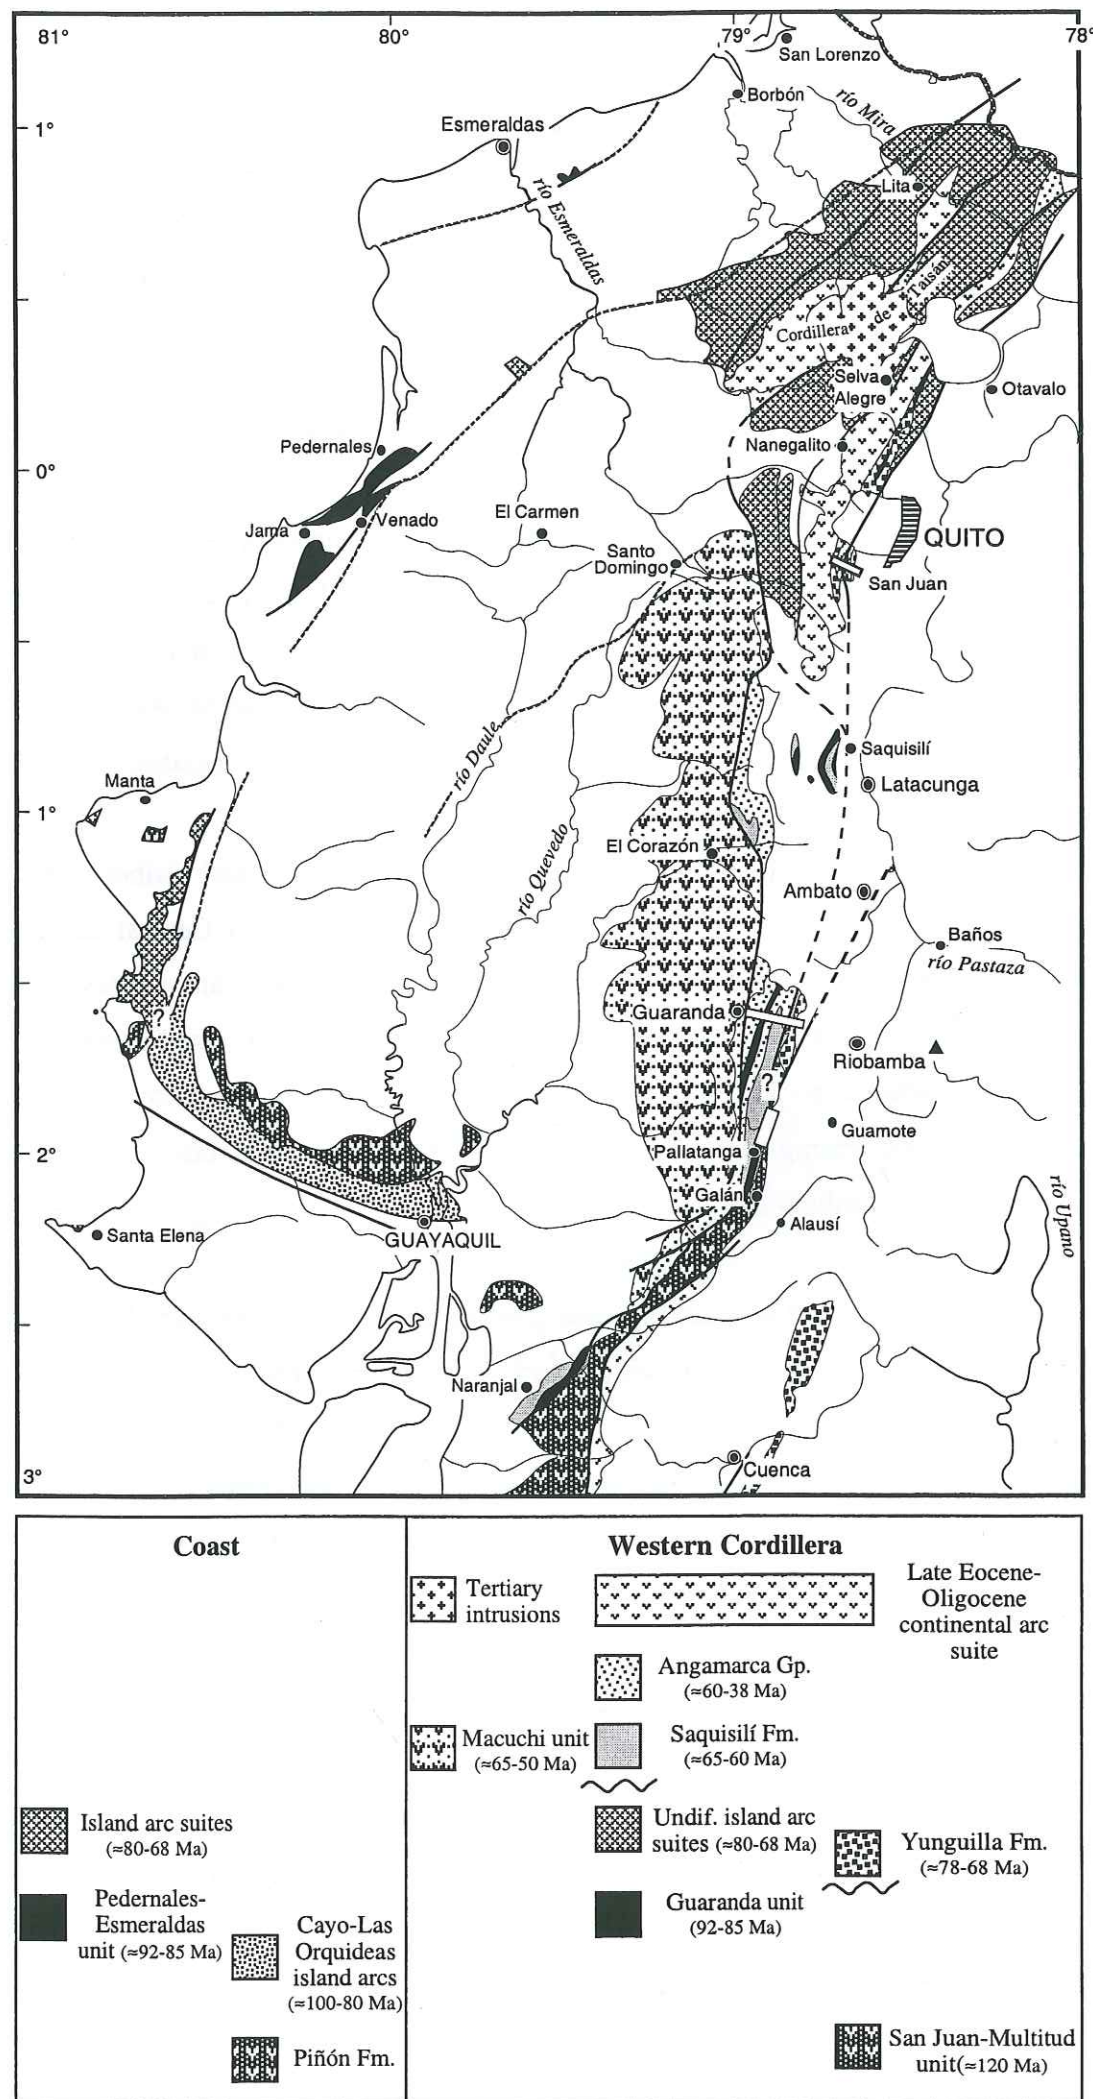 81°
80°
79°
78°
San Lorenzo
Borbón
río Mira
1°
Esmeraldas
río Esmeraldas
Lita
Cordillera de Taisán
Selva
Alegre
Otavalo
Nanegalito
Pedernales
0°
Jama
Venado
El Carmen
QUITO
Santo
Domingo
San Juan
río Daule
Saquisilí
Manta
Latacunga
1°
río Quevedo
El Corazón
Ambato
Baños
río Pastaza
?
Guaranda
Riobamba
?
Guamote
2°
Pallatanga
Galán
río Upano
Santa Elena
GUAYAQUIL
Alausí
Naranjal
Cuenca
3°
Coast
Island arc suites
(≈80-68 Ma)
Pedernales-
Esmeraldas
unit (≈92-85 Ma)
Cayo-Las
Orquideas
island arcs
(≈100-80 Ma)
Piñón Fm.
Western Cordillera
Tertiary
intrusions
Late Eocene-
Oligocene
continental arc
suite
Angamarca Gp.
(≈60-38 Ma)
Macuchi unit
(≈65-50 Ma)
Saquisilí Fm.
(≈65-60 Ma)
Undif. island arc
suites (≈80-68 Ma)
Yunguilla Fm.
(≈78-68 Ma)
Guaranda unit
(92-85 Ma)
San Juan-Multitud
unit(≈120 Ma)